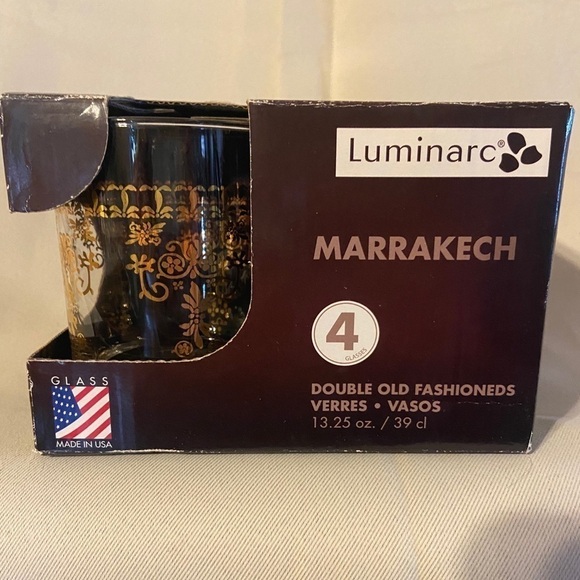 Luminarc®
MARRAKECH
4
GLASSES
DOUBLE OLD FASHIONEDS
VERRES • VASOS
13.25 oz. / 39 cl
GLASS
MADE IN USA